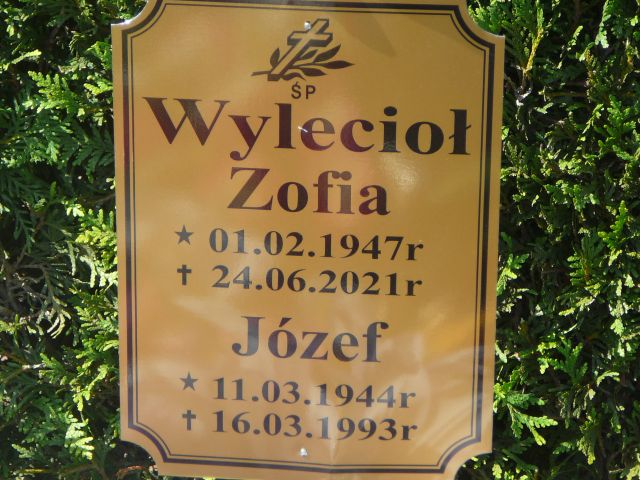 ŚP
Wylecioł
Zofia
★ 01.02.1947r
✝ 24.06.2021r
Józef
★ 11.03.1944r
✝ 16.03.1993r